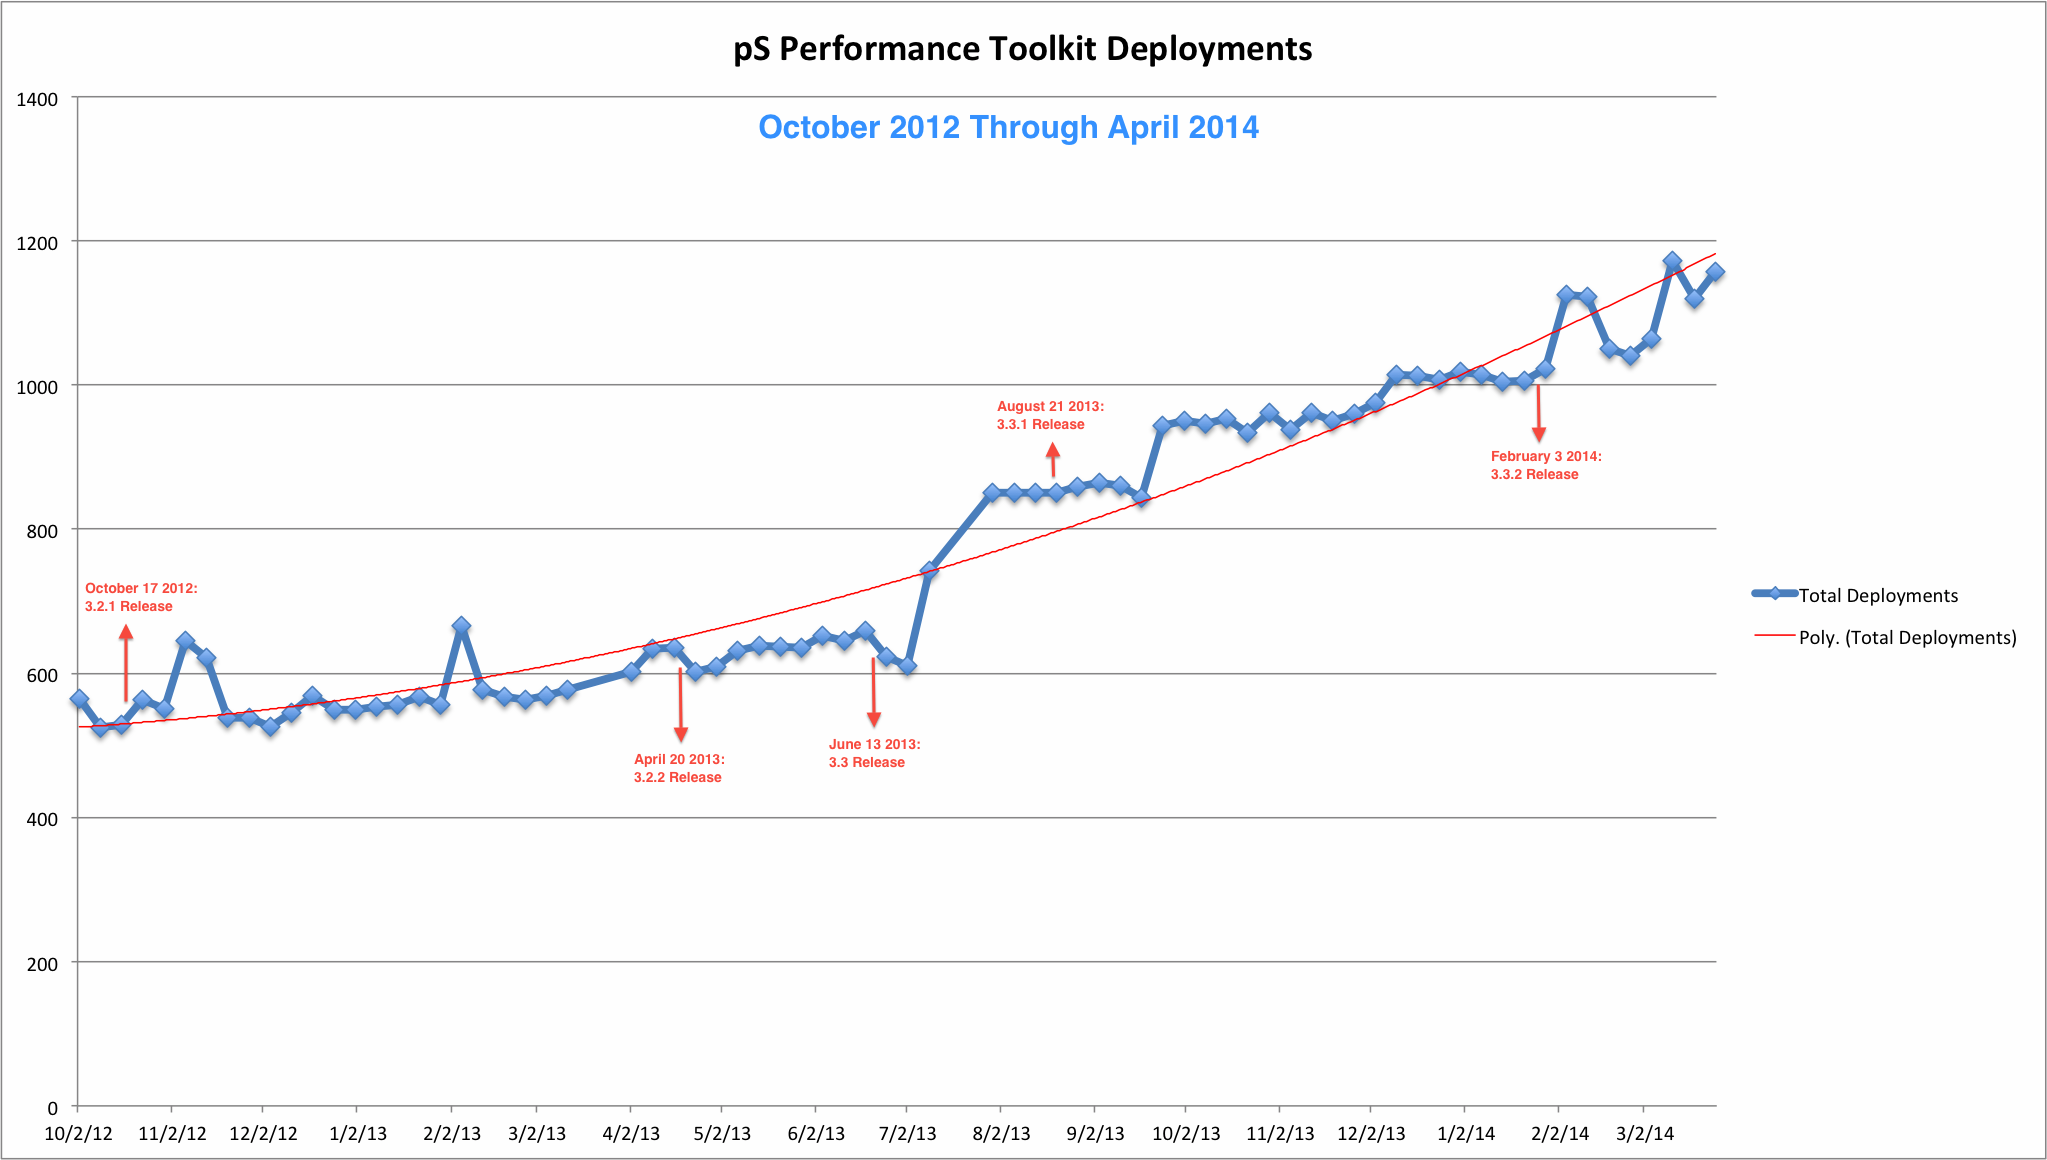 pS Performance Toolkit Deployments
October 2012 Through April 2014
1400
1200
1000
800
600
400
200
0
October 17 2012:
3.2.1 Release
April 20 2013:
3.2.2 Release
June 13 2013:
3.3 Release
August 21 2013:
3.3.1 Release
February 3 2014:
3.3.2 Release
Total Deployments
Poly. (Total Deployments)
10/2/12 11/2/12 12/2/12 1/2/13 2/2/13 3/2/13 4/2/13 5/2/13 6/2/13 7/2/13 8/2/13 9/2/13 10/2/13 11/2/13 12/2/13 1/2/14 2/2/14 3/2/14